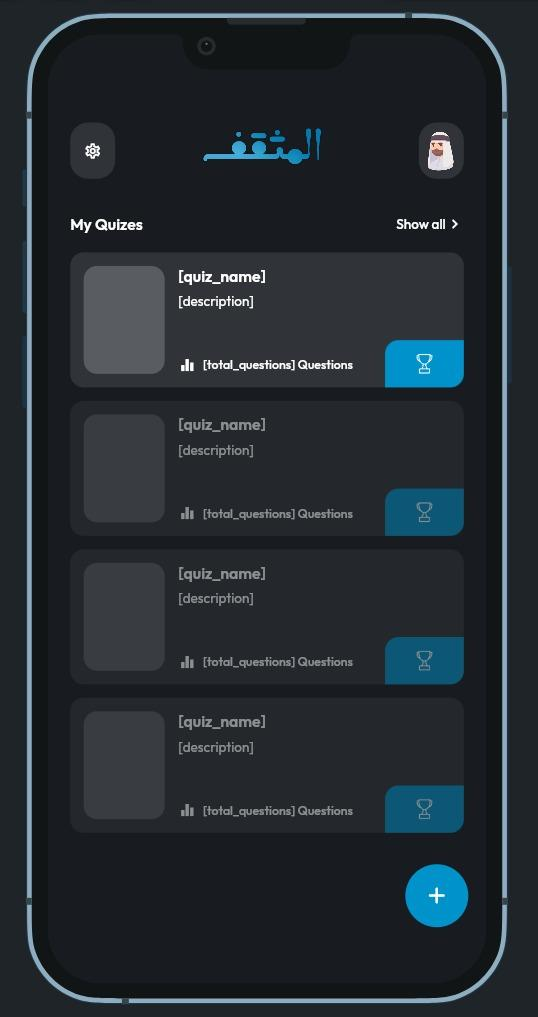 المثقف
My Quizes
Show all
[quiz_name]
[description]
[total_questions] Questions
[quiz_name]
[description]
[total_questions] Questions
[quiz_name]
[description]
[total_questions] Questions
[quiz_name]
[description]
[total_questions] Questions